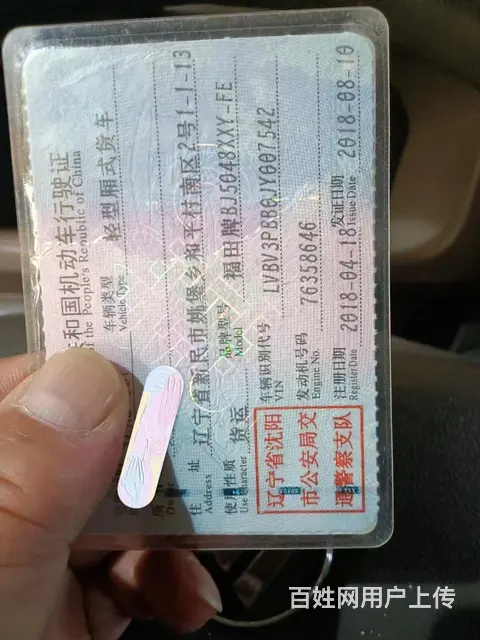 共和国机动车行驶证
of the People's Republic of China
车辆类型 轻型厢式货车
Vehicle Type
住 址 辽宁省新民市姚堡乡和平村南区2号1-1-13
Address
使用性质 货运 品牌型号 福田牌BJ5048XXY-FE
Use Character Model
辽宁省沈阳
市公安局交
通警察支队
车辆识别代号 LVBV3PBB0JY007542
VIN
发动机号码 76358646
Engine No.
注册日期 2018-04-18 发证日期 2018-08-10
Register Date Issue Date
百姓网用户上传